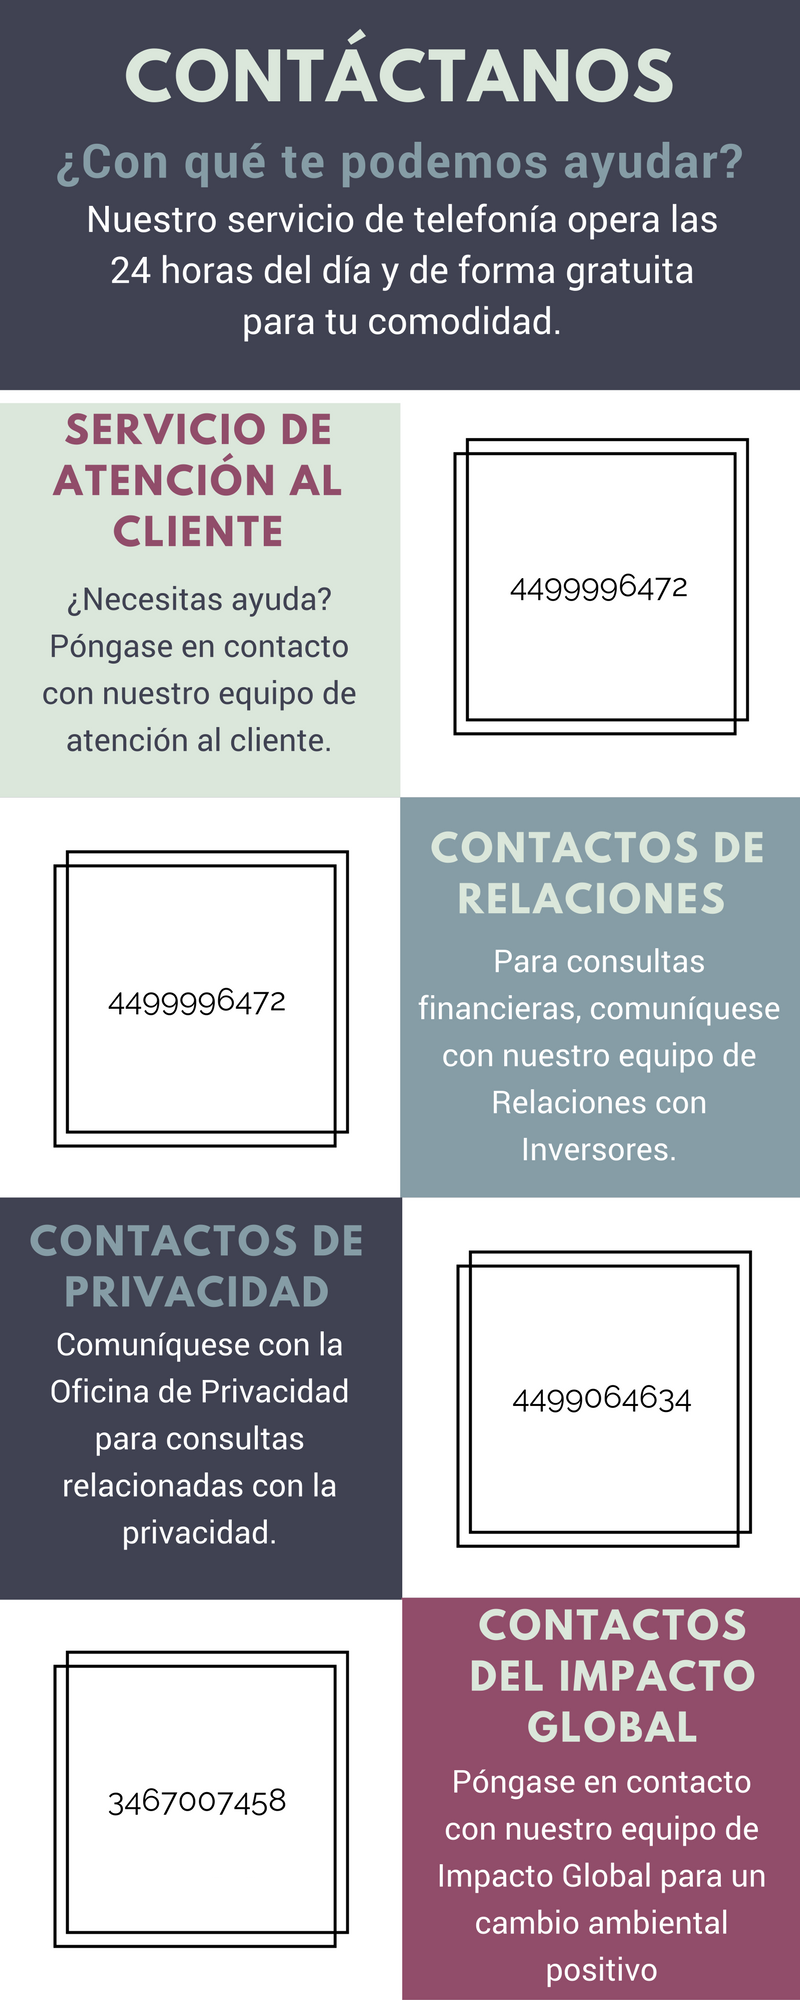 CONTÁCTANOS
¿Con qué te podemos ayudar?
Nuestro servicio de telefonía opera las
24 horas del día y de forma gratuita
para tu comodidad.
SERVICIO DE
ATENCIÓN AL
CLIENTE
¿Necesitas ayuda?
Póngase en contacto
con nuestro equipo de
atención al cliente.
4499996472
4499996472
CONTACTOS DE
RELACIONES
Para consultas
financieras, comuníquese
con nuestro equipo de
Relaciones con
Inversores.
CONTACTOS DE
PRIVACIDAD
Comuníquese con la
Oficina de Privacidad
para consultas
relacionadas con la
privacidad.
4499064634
3467007458
CONTACTOS
DEL IMPACTO
GLOBAL
Póngase en contacto
con nuestro equipo de
Impacto Global para un
cambio ambiental
positivo